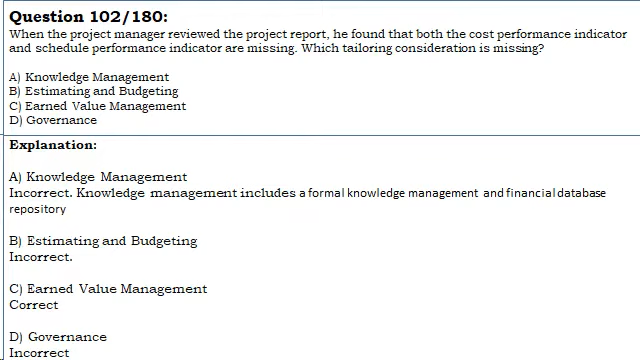 Question 102/180:
When the project manager reviewed the project report, he found that both the cost performance indicator
and schedule performance indicator are missing. Which tailoring consideration is missing?
A) Knowledge Management
B) Estimating and Budgeting
C) Earned Value Management
D) Governance
Explanation:
A) Knowledge Management
Incorrect. Knowledge management includes a formal knowledge management and financial database
repository
B) Estimating and Budgeting
Incorrect.
C) Earned Value Management
Correct
D) Governance
Incorrect